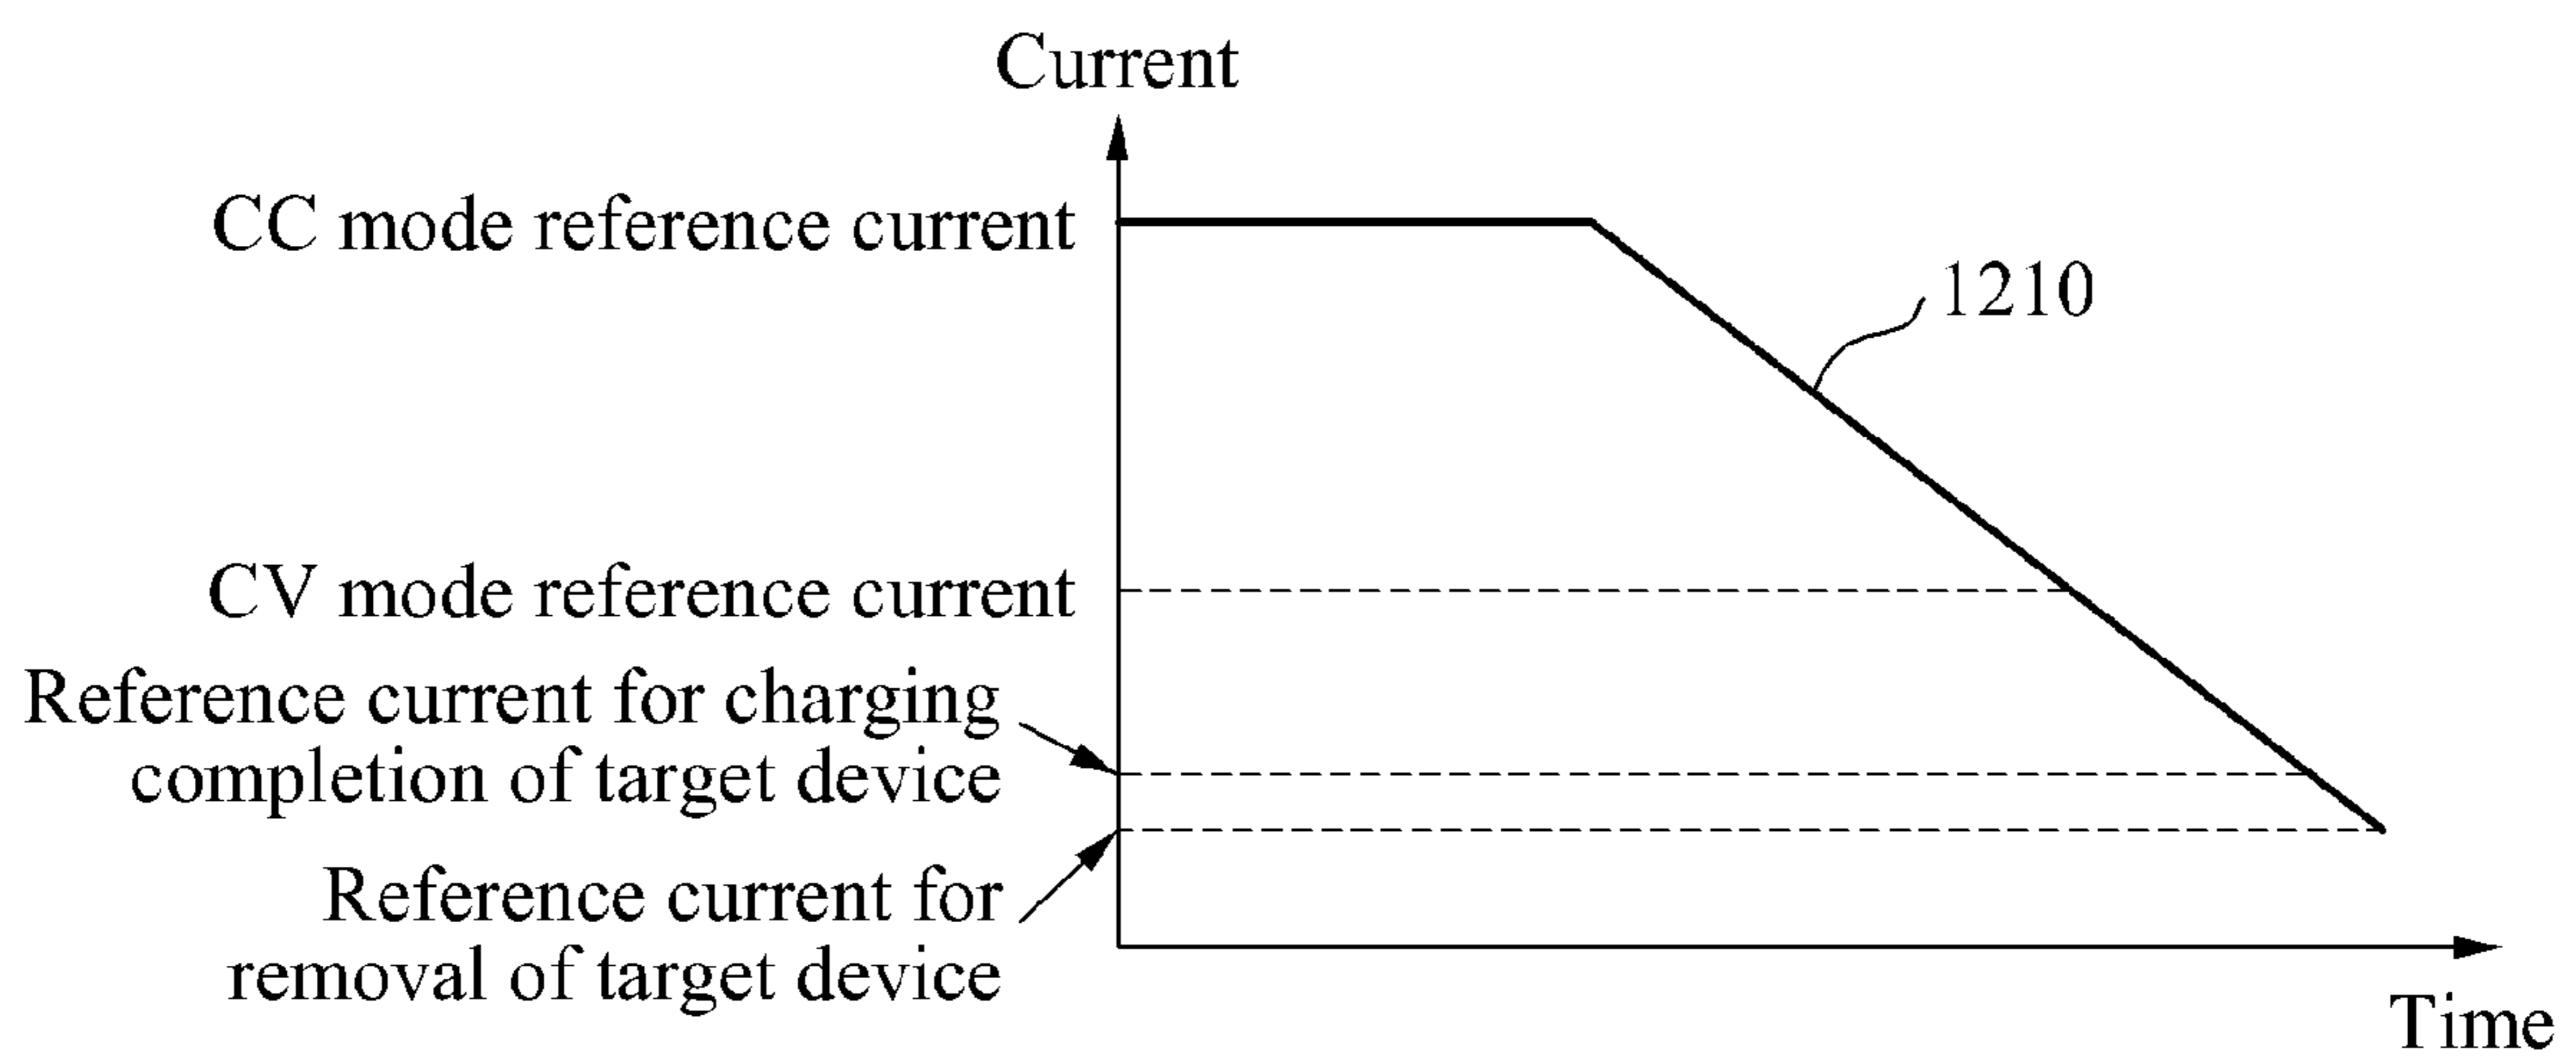 Current
CC mode reference current
1210
CV mode reference current
Reference current for charging
completion of target device
Reference current for
removal of target device
Time